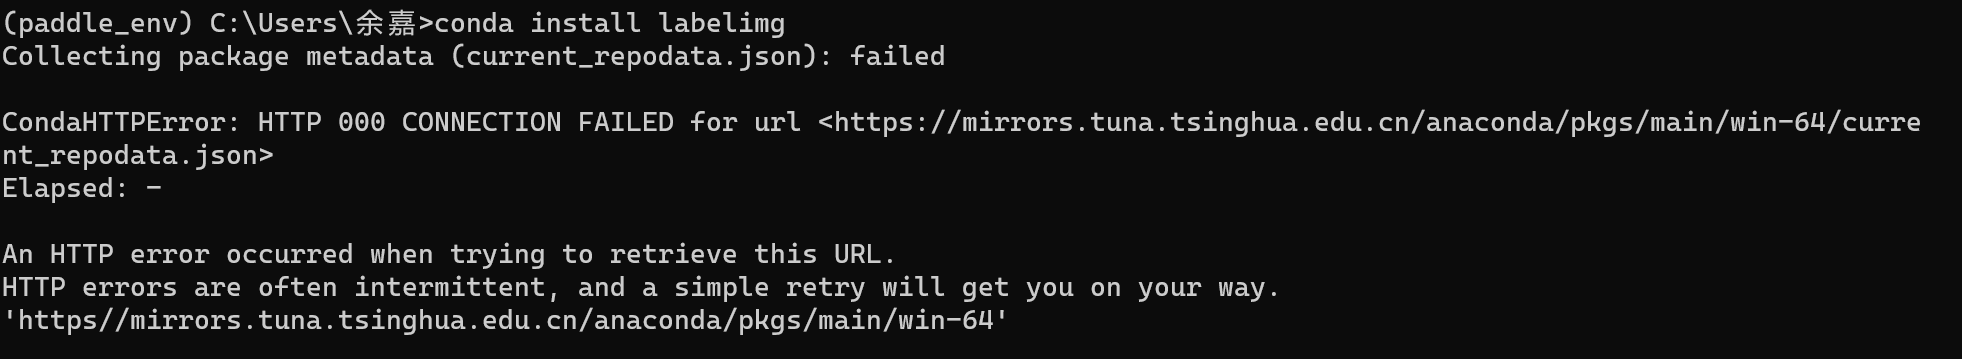 (paddle_env) C:\Users\余嘉>conda install labelimg
Collecting package metadata (current_repodata.json): failed
CondaHTTPError: HTTP 000 CONNECTION FAILED for url <https://mirrors.tuna.tsinghua.edu.cn/anaconda/pkgs/main/win-64/curre
nt_repodata.json>
Elapsed: -
An HTTP error occurred when trying to retrieve this URL.
HTTP errors are often intermittent, and a simple retry will get you on your way.
'https//mirrors.tuna.tsinghua.edu.cn/anaconda/pkgs/main/win-64'